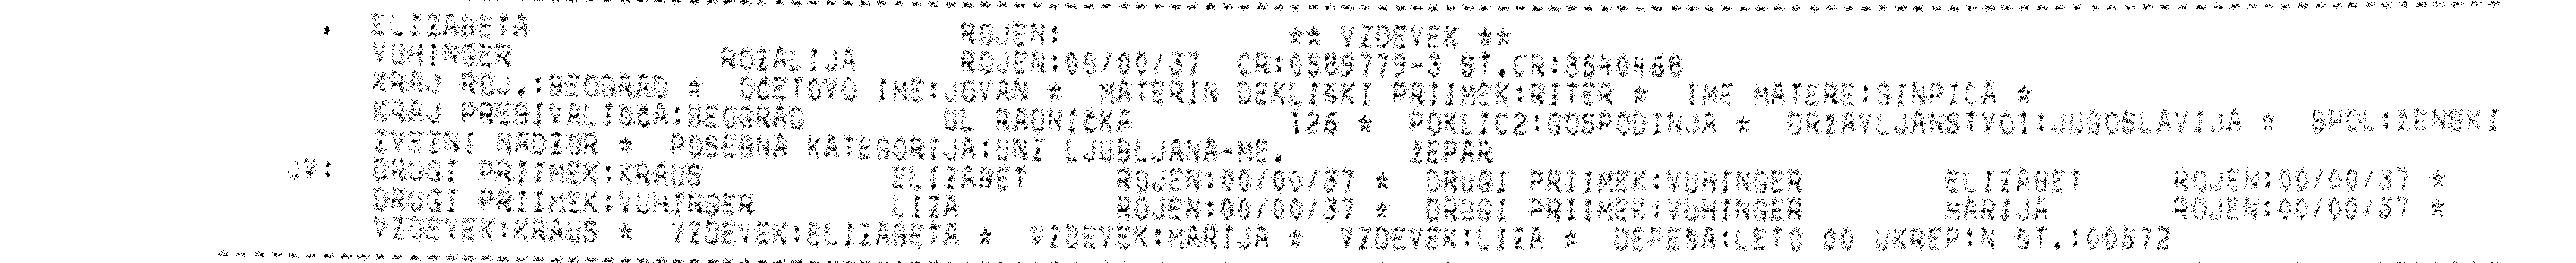 ELIZABETA ROJEN: ** VZDEVEK **
VUHINGER ROZALIJA ROJEN:00/00/37 CR:0589779-3 ST.CR:3540468
KRAJ ROJ.:BEOGRAD * OČETOVO IME:JOVAN * MATERIN DEKLIŠKI PRIIMEK:RITER * IME MATERE:GINPICA *
KRAJ PREBIVALIŠČA:BEOGRAD UL RADNIČKA 126 * POKLIC2:GOSPODINJA * DRŽAVLJANSTVO1:JUGOSLAVIJA * SPOL:ŽENSKI
ZVEZNI NADZOR * POSEBNA KATEGORIJA:UNZ LJUBLJANA-ME. ŽEPAR
JV: DRUGI PRIIMEK:KRAUS ELIZABET ROJEN:00/00/37 * DRUGI PRIIMEK:VUHINGER ELIZABET ROJEN:00/00/37 *
DRUGI PRIIMEK:VUHINGER LIZA ROJEN:00/00/37 * DRUGI PRIIMEK:VUHINGER MARIJA ROJEN:00/00/37 *
VZDEVEK:KRAUS * VZDEVEK:ELIZABETA * VZDEVEK:MARIJA * VZDEVEK:LIZA * DEPEŠA:LETO 00 UKREP:N ŠT.:00572